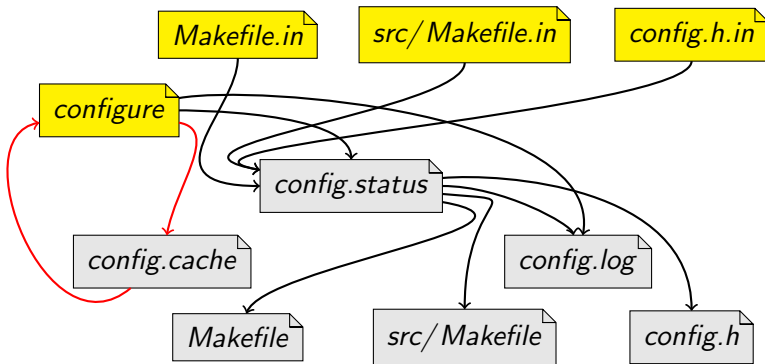 Makefile.in
src/Makefile.in
config.h.in
configure
config.status
config.cache
config.log
Makefile
src/Makefile
config.h